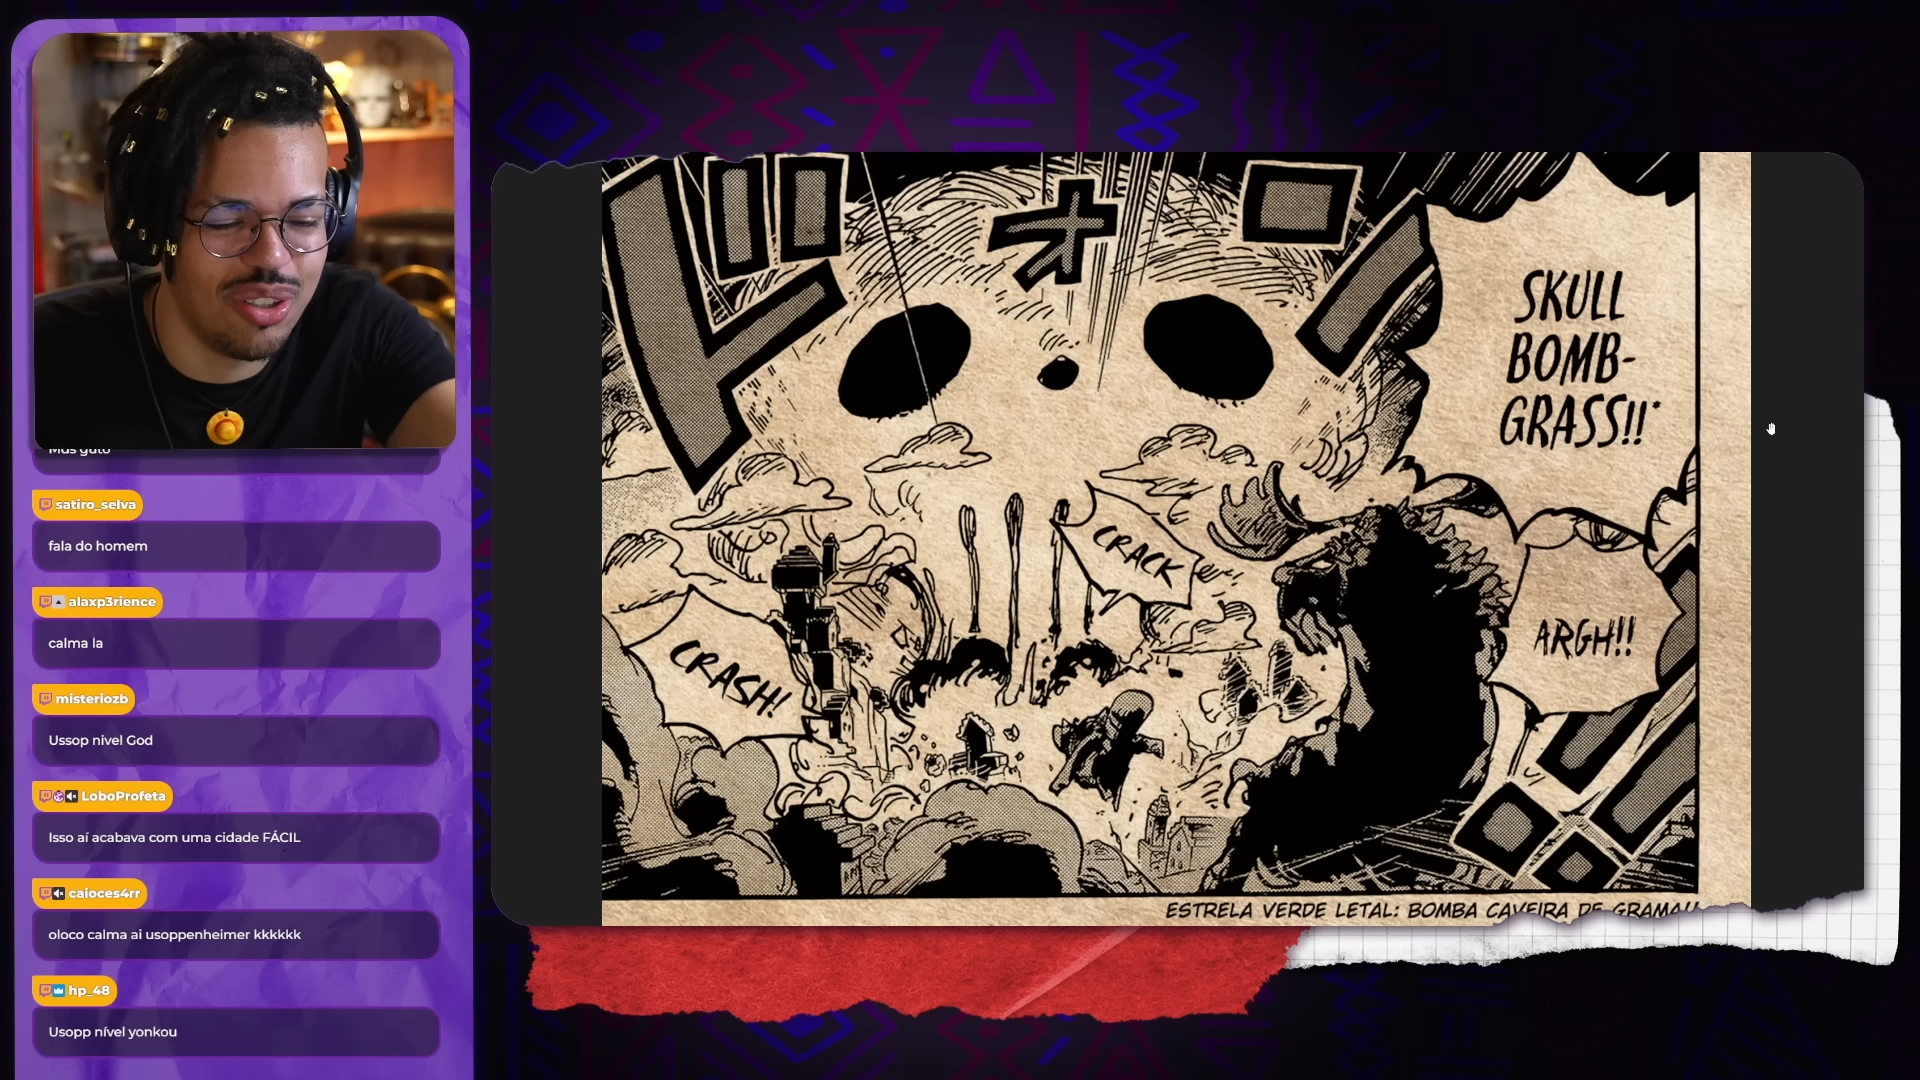 Mds guto
satiro_selva
fala do homem
alaxp3rience
calma la
misteriozb
Ussop nivel God
LoboProfeta
Isso aí acabava com uma cidade FÁCIL
caioces4rr
oloco calma ai usoppenheimer kkkkkk
hp_48
Usopp nível yonkou
SKULL
BOMB-
GRASS!!*
CRACK
ARGH!!
CRASH!
ESTRELA VERDE LETAL: BOMBA CAVEIRA DE GRAMA!!